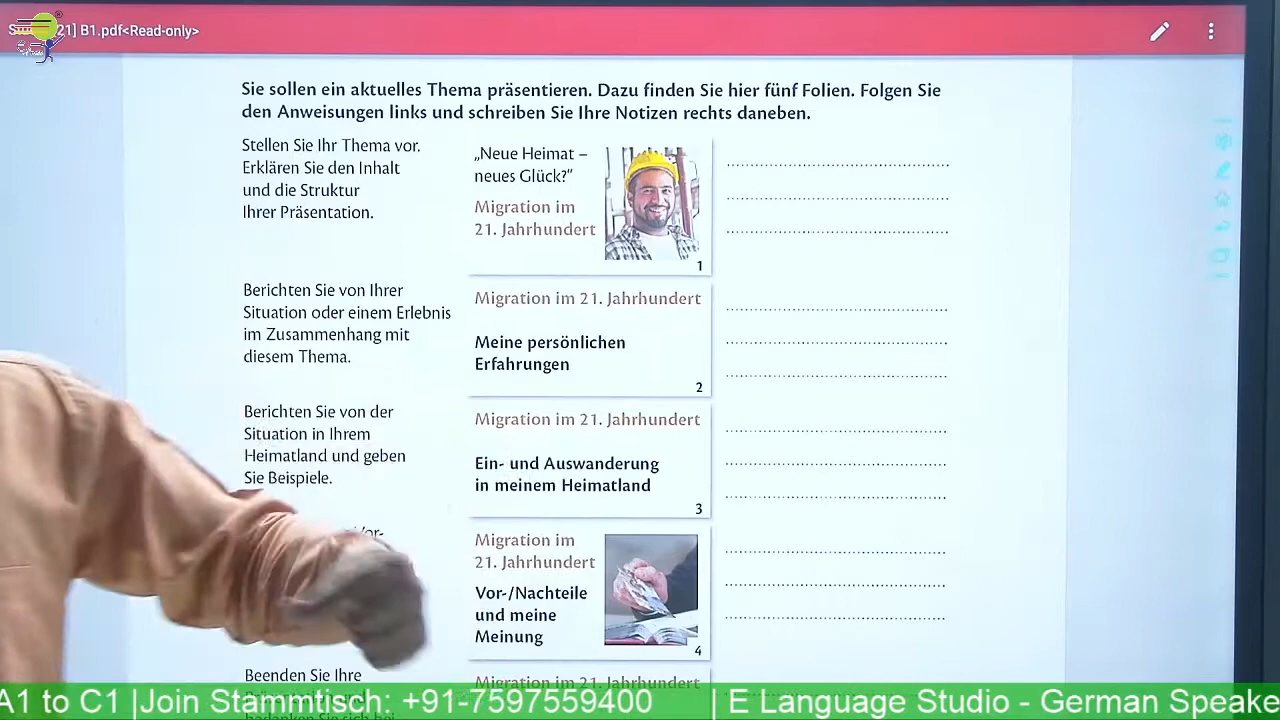 21] B1.pdf<Read-only>
Sie sollen ein aktuelles Thema präsentieren. Dazu finden Sie hier fünf Folien. Folgen Sie
den Anweisungen links und schreiben Sie Ihre Notizen rechts daneben.
Stellen Sie Ihr Thema vor.
Erklären Sie den Inhalt
und die Struktur
Ihrer Präsentation.
„Neue Heimat –
neues Glück?"
Migration im
21. Jahrhundert
1
Berichten Sie von Ihrer
Situation oder einem Erlebnis
im Zusammenhang mit
diesem Thema.
Migration im 21. Jahrhundert
Meine persönlichen
Erfahrungen
2
Berichten Sie von der
Situation in Ihrem
Heimatland und geben
Sie Beispiele.
Migration im 21. Jahrhundert
Ein- und Auswanderung
in meinem Heimatland
3
Migration im
21. Jahrhundert
Vor-/Nachteile
und meine
Meinung
4
Beenden Sie Ihre
Migration im 21. Jahrhundert
A1 to C1 |Join Stammtisch: +91-7597559400 | E Language Studio - German Speake